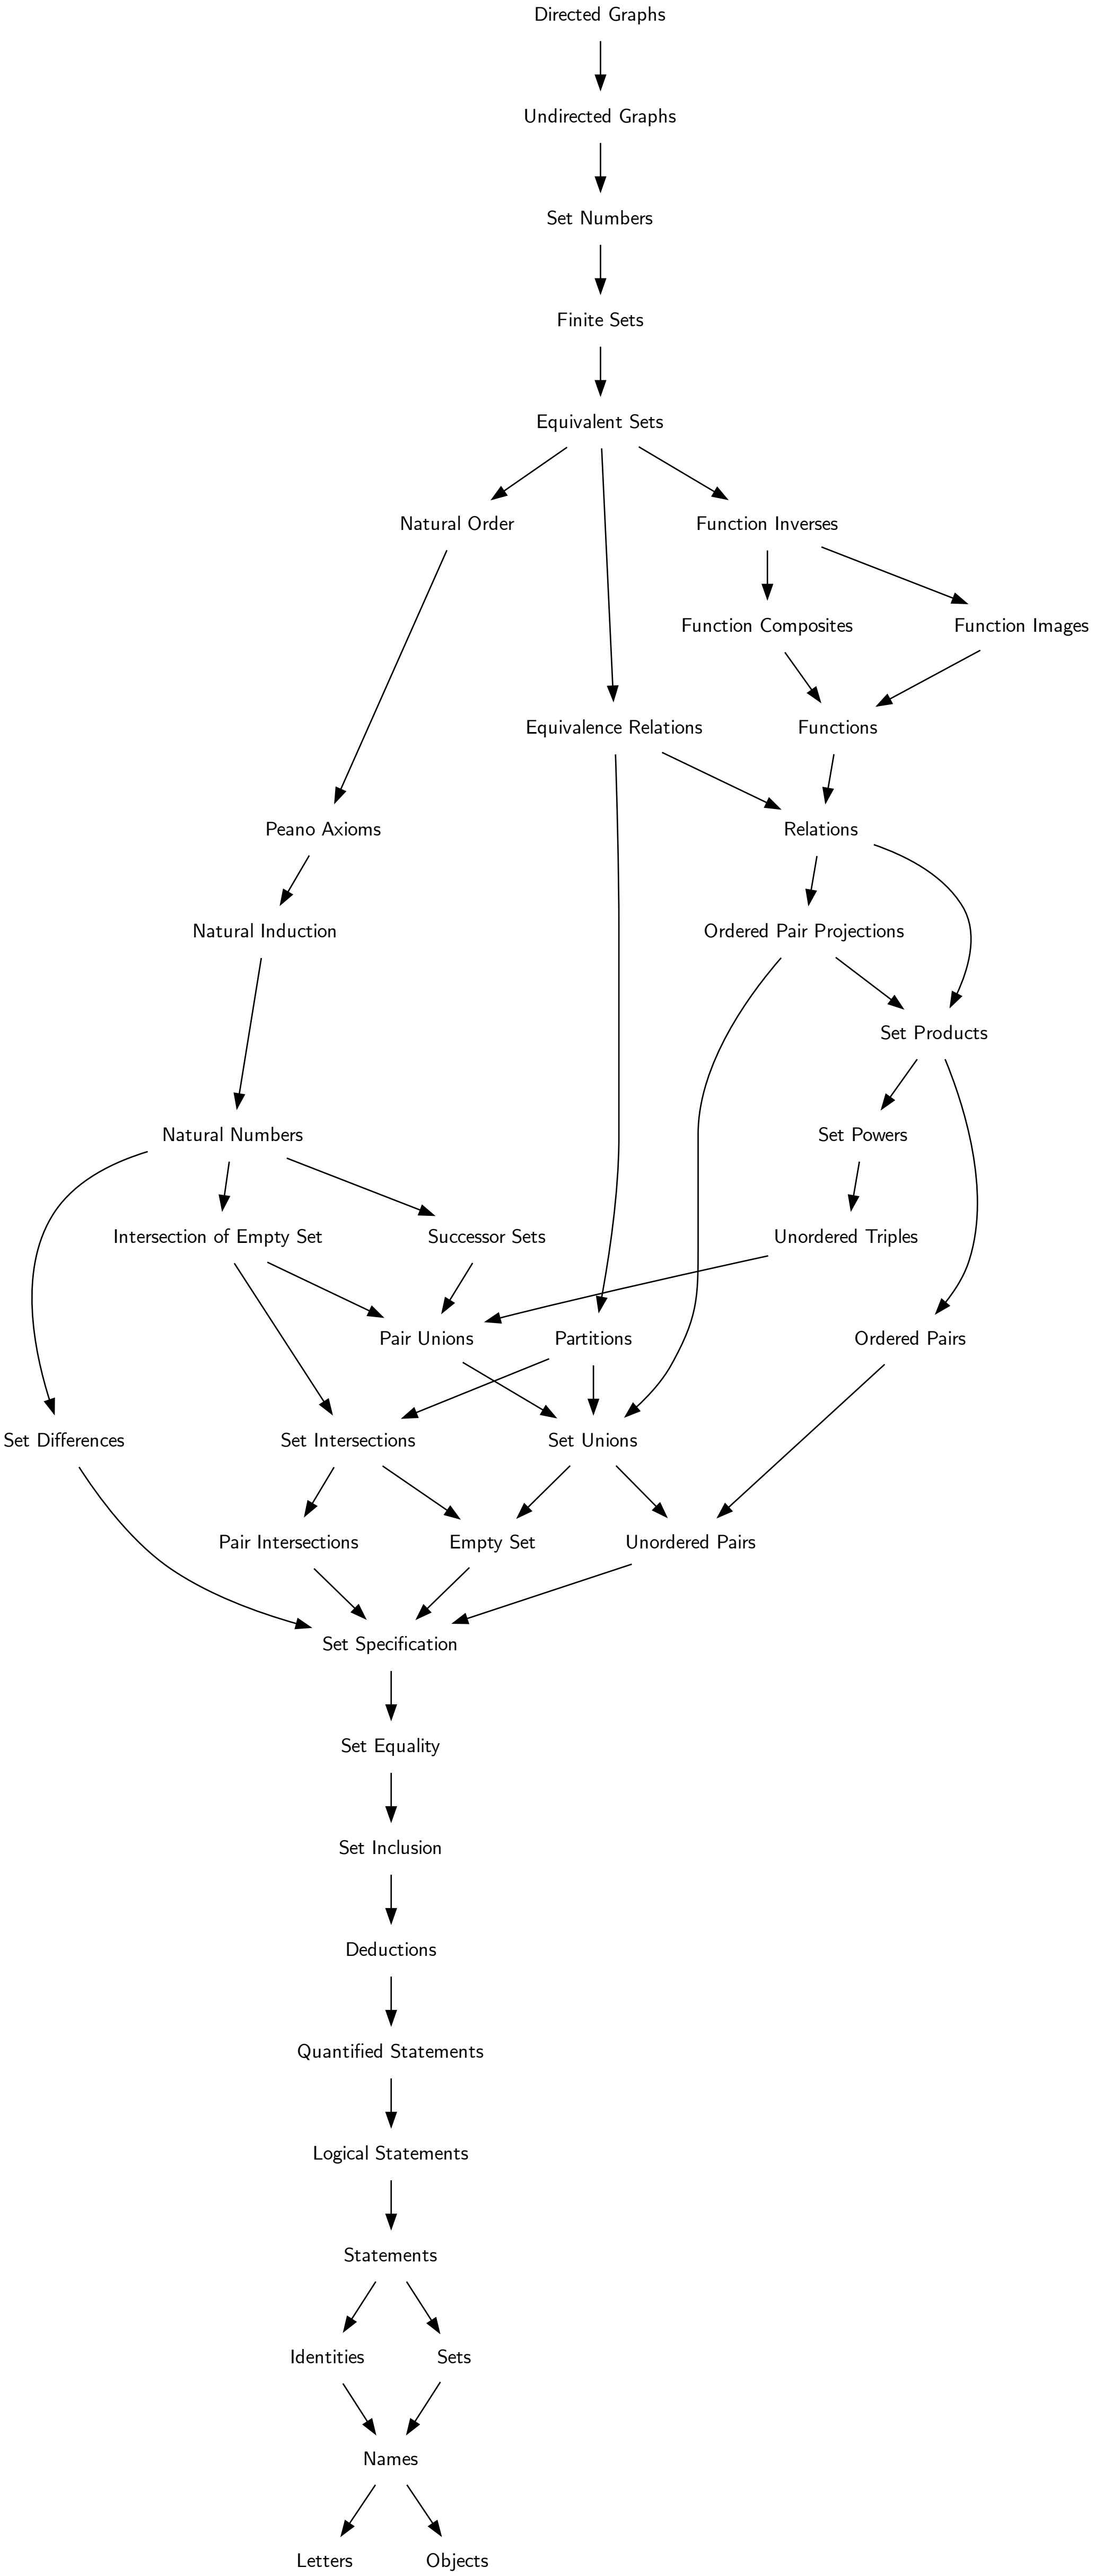 Directed Graphs
Undirected Graphs
Set Numbers
Finite Sets
Equivalent Sets
Natural Order
Function Inverses
Function Composites
Function Images
Equivalence Relations
Functions
Peano Axioms
Relations
Natural Induction
Ordered Pair Projections
Set Products
Natural Numbers
Set Powers
Intersection of Empty Set
Successor Sets
Unordered Triples
Pair Unions
Partitions
Ordered Pairs
Set Differences
Set Intersections
Set Unions
Pair Intersections
Empty Set
Unordered Pairs
Set Specification
Set Equality
Set Inclusion
Deductions
Quantified Statements
Logical Statements
Statements
Identities
Sets
Names
Letters
Objects